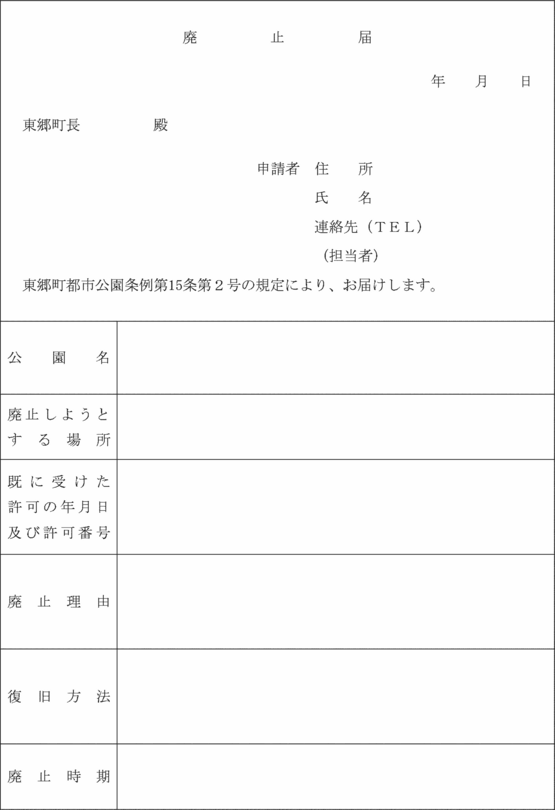 廃　　　　　止　　　　　届
年　　月　　日
東郷町長　　　　　殿
申請者　住　　所
氏　　名
連絡先（ＴＥＬ）
（担当者）
東郷町都市公園条例第15条第２号の規定により、お届けします。
公　園　名
廃止しようと
する場所
既に受けた
許可の年月日
及び許可番号
廃止理由
復旧方法
廃止時期